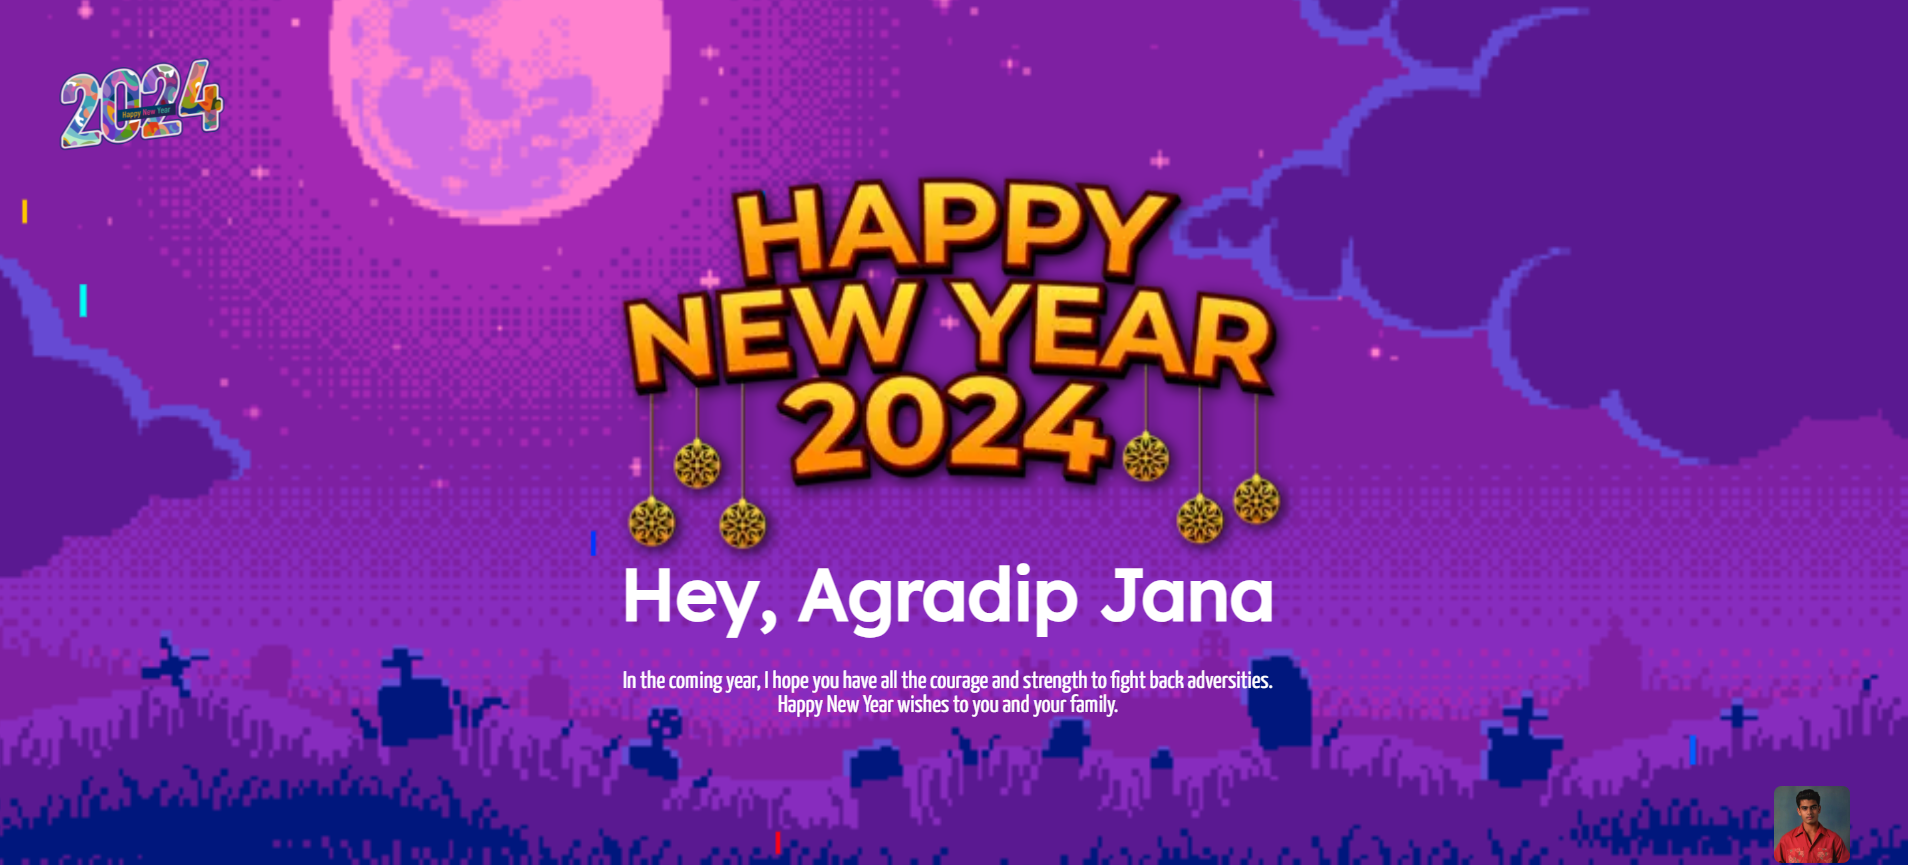 2024
Happy New Year
HAPPY
NEW YEAR
2024
Hey, Agradip Jana
In the coming year, I hope you have all the courage and strength to fight back adversities.
Happy New Year wishes to you and your family.